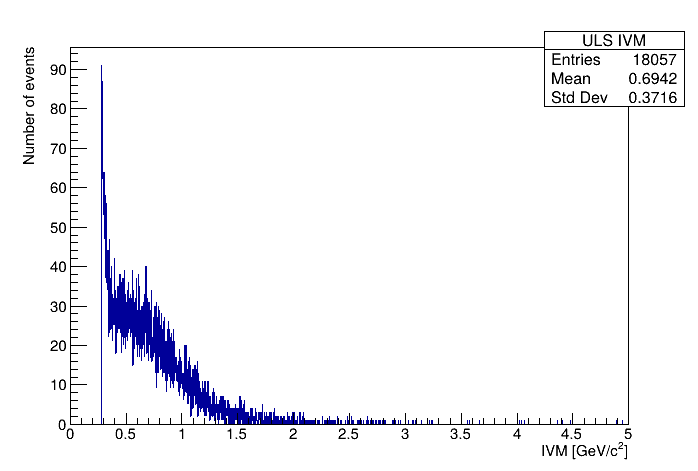 ULS IVM
Entries 18057
Mean 0.6942
Std Dev 0.3716
Number of events
90
80
70
60
50
40
30
20
10
0
0 0.5 1 1.5 2 2.5 3 3.5 4 4.5 5
IVM [GeV/c²]